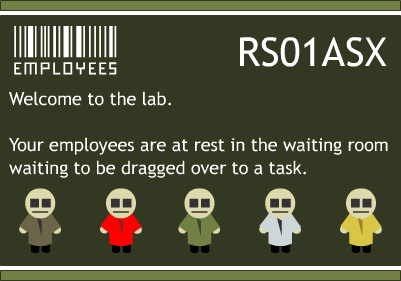 EMPLOYEES
RS01ASX
Welcome to the lab.
Your employees are at rest in the waiting room
waiting to be dragged over to a task.